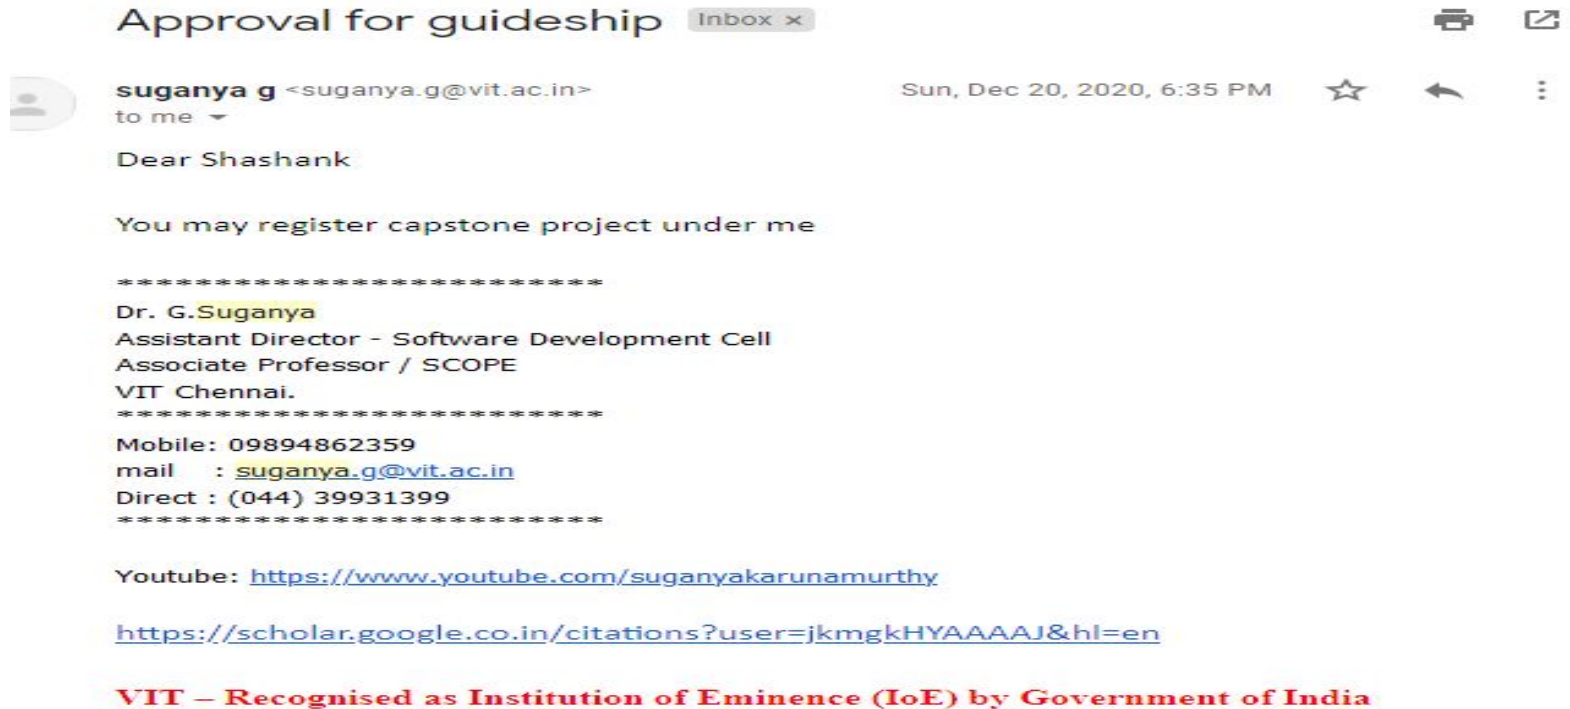 Approval for guideship Inbox ×
suganya g <suganya.g@vit.ac.in> Sun, Dec 20, 2020, 6:35 PM
to me
Dear Shashank
You may register capstone project under me
*************************
Dr. G.Suganya
Assistant Director - Software Development Cell
Associate Professor / SCOPE
VIT Chennai.
*************************
Mobile: 09894862359
mail : suganya.g@vit.ac.in
Direct : (044) 39931399
*************************
Youtube: https://www.youtube.com/suganyakarunamurthy
https://scholar.google.co.in/citations?user=jkmgkHYAAAAJ&hl=en
VIT – Recognised as Institution of Eminence (IoE) by Government of India